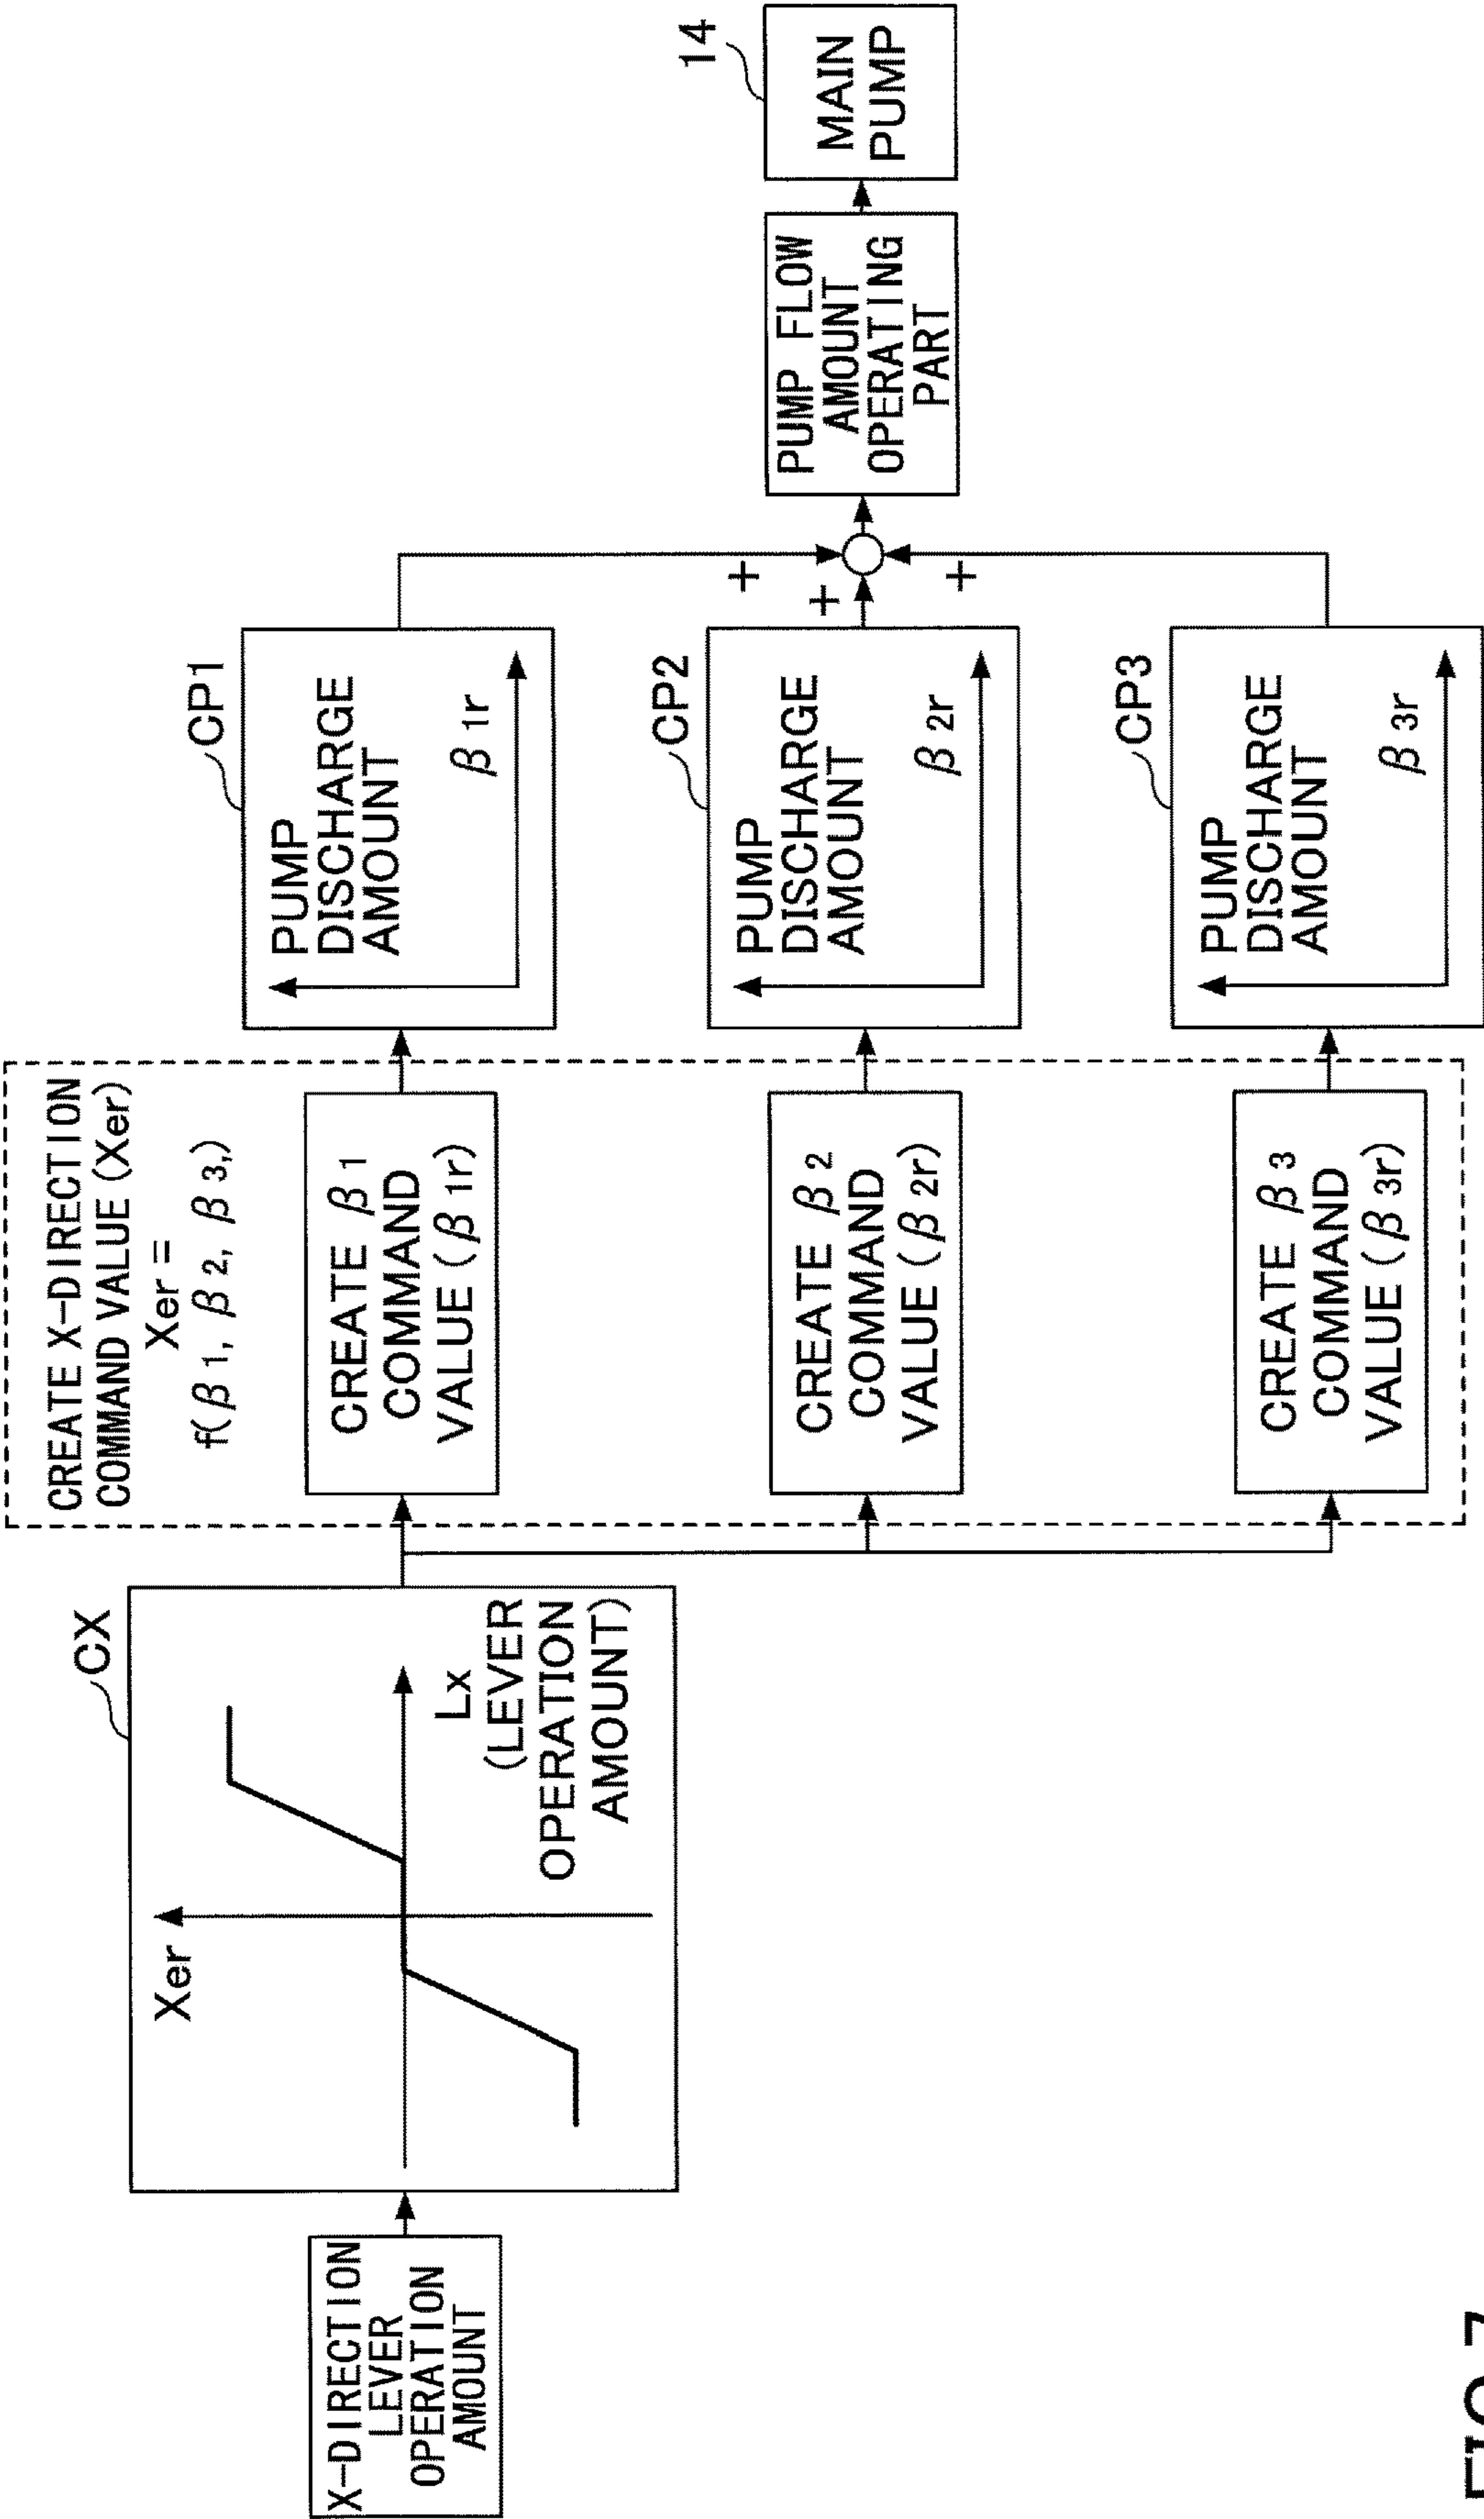 X-DIRECTION
LEVER
OPERATION
AMOUNT
CX
Xer
Lx
(LEVER
OPERATION
AMOUNT)
CREATE X-DIRECTION
COMMAND VALUE (Xer)
Xer =
f(β1, β2, β3,)
CREATE β1
COMMAND
VALUE (β1r)
CREATE β2
COMMAND
VALUE (β2r)
CREATE β3
COMMAND
VALUE (β3r)
CP1
PUMP
DISCHARGE
AMOUNT
β1r
CP2
PUMP
DISCHARGE
AMOUNT
β2r
CP3
PUMP
DISCHARGE
AMOUNT
β3r
+
+
+
PUMP FLOW
AMOUNT
OPERATING
PART
14
MAIN
PUMP